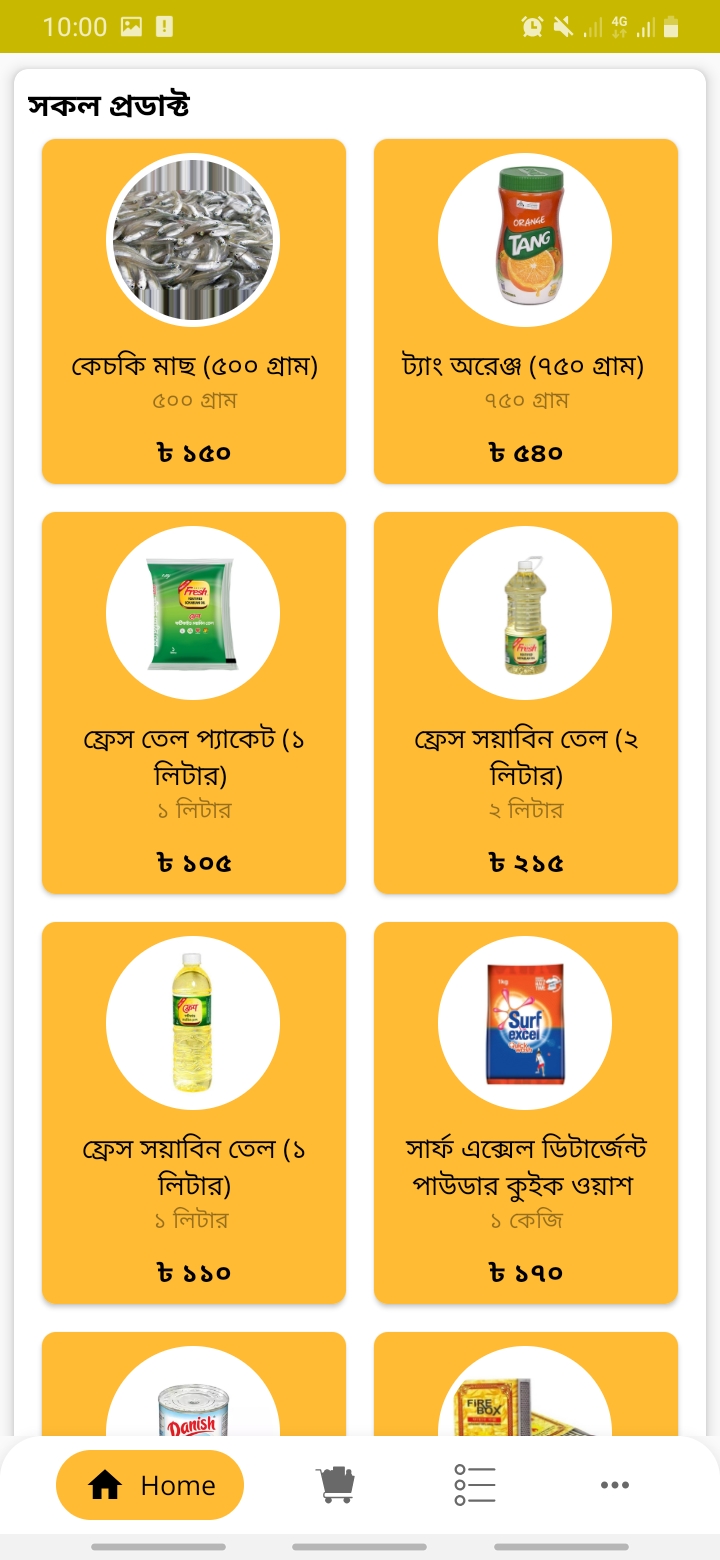 10:00
4G
সকল প্রডাক্ট
ORANGE
TANG
কেচকি মাছ (৫০০ গ্রাম)
৫০০ গ্রাম
৳ ১৫০
ট্যাং অরেঞ্জ (৭৫০ গ্রাম)
৭৫০ গ্রাম
৳ ৫৪০
Fresh
Fresh
ফ্রেস তেল প্যাকেট (১
লিটার)
১ লিটার
৳ ১০৫
ফ্রেস সয়াবিন তেল (২
লিটার)
২ লিটার
৳ ২১৫
ফ্রেশ
1kg
Surf
excel
ফ্রেস সয়াবিন তেল (১
লিটার)
১ লিটার
৳ ১১০
সার্ফ এক্সেল ডিটার্জেন্ট
পাউডার কুইক ওয়াশ
১ কেজি
৳ ১৭০
Danish
FIRE
BOX
Home